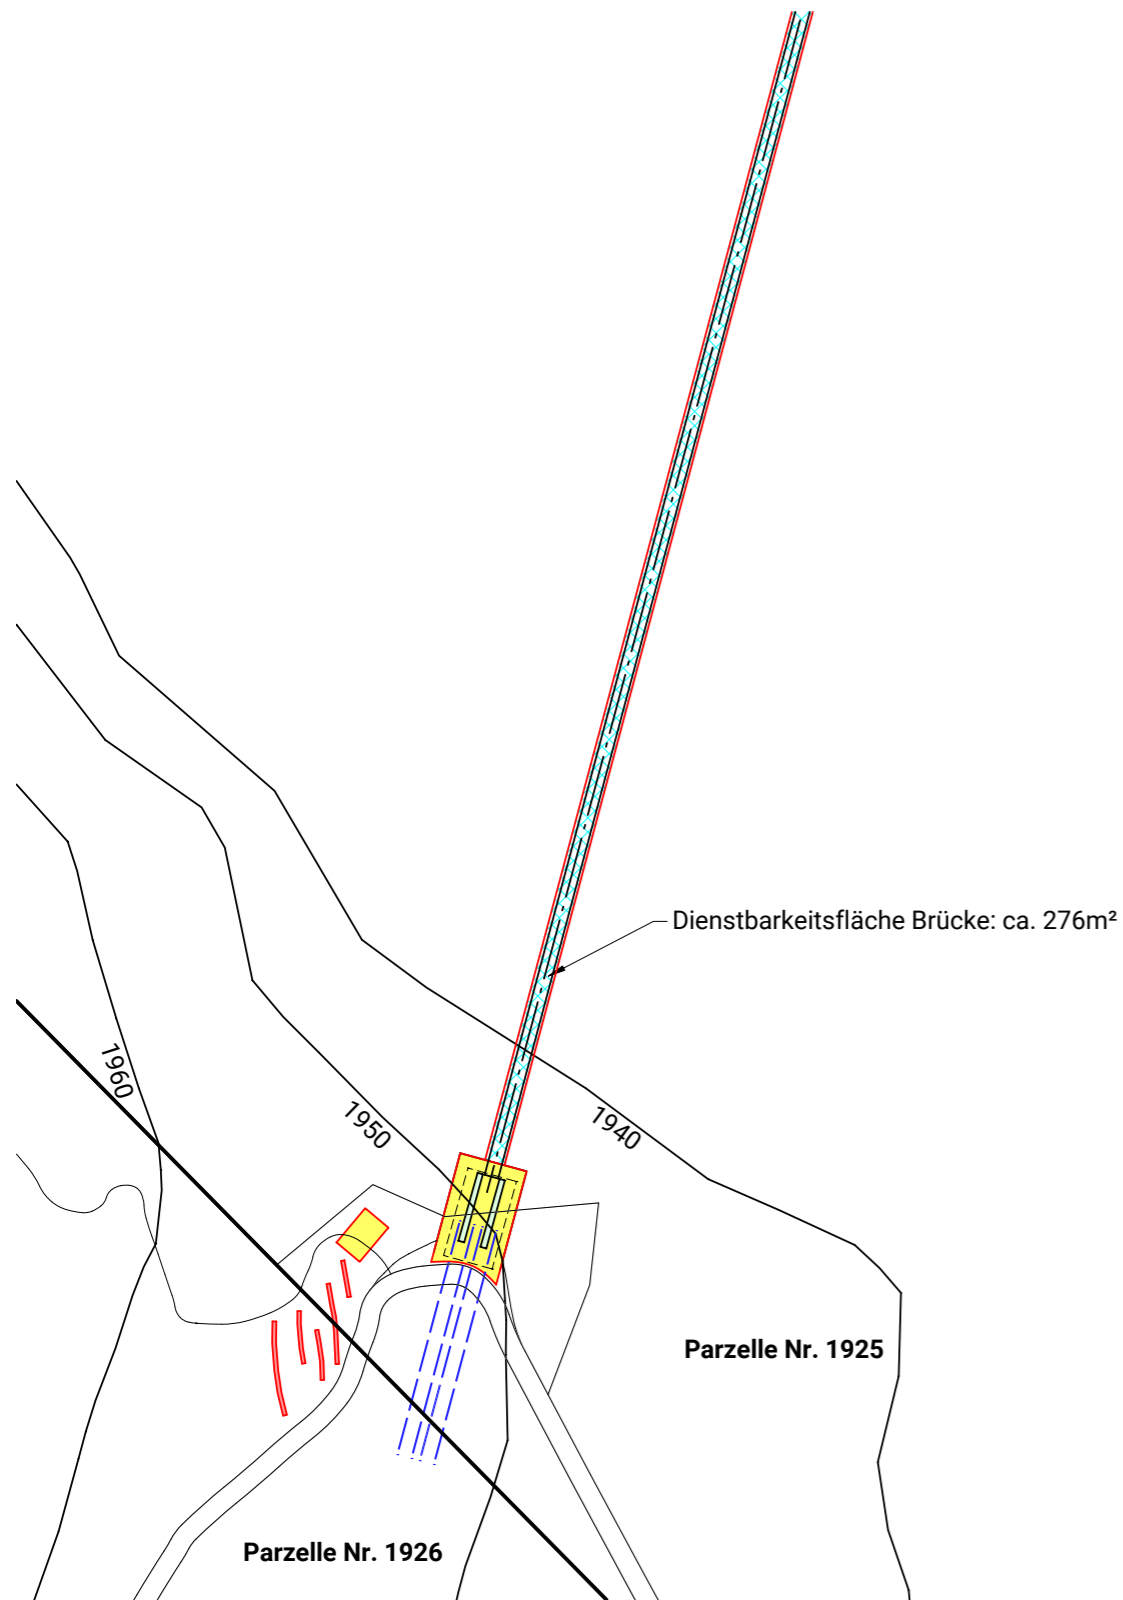 Dienstbarkeitsfläche Brücke: ca. 276m²
1960
1950
1940
Parzelle Nr. 1925
Parzelle Nr. 1926